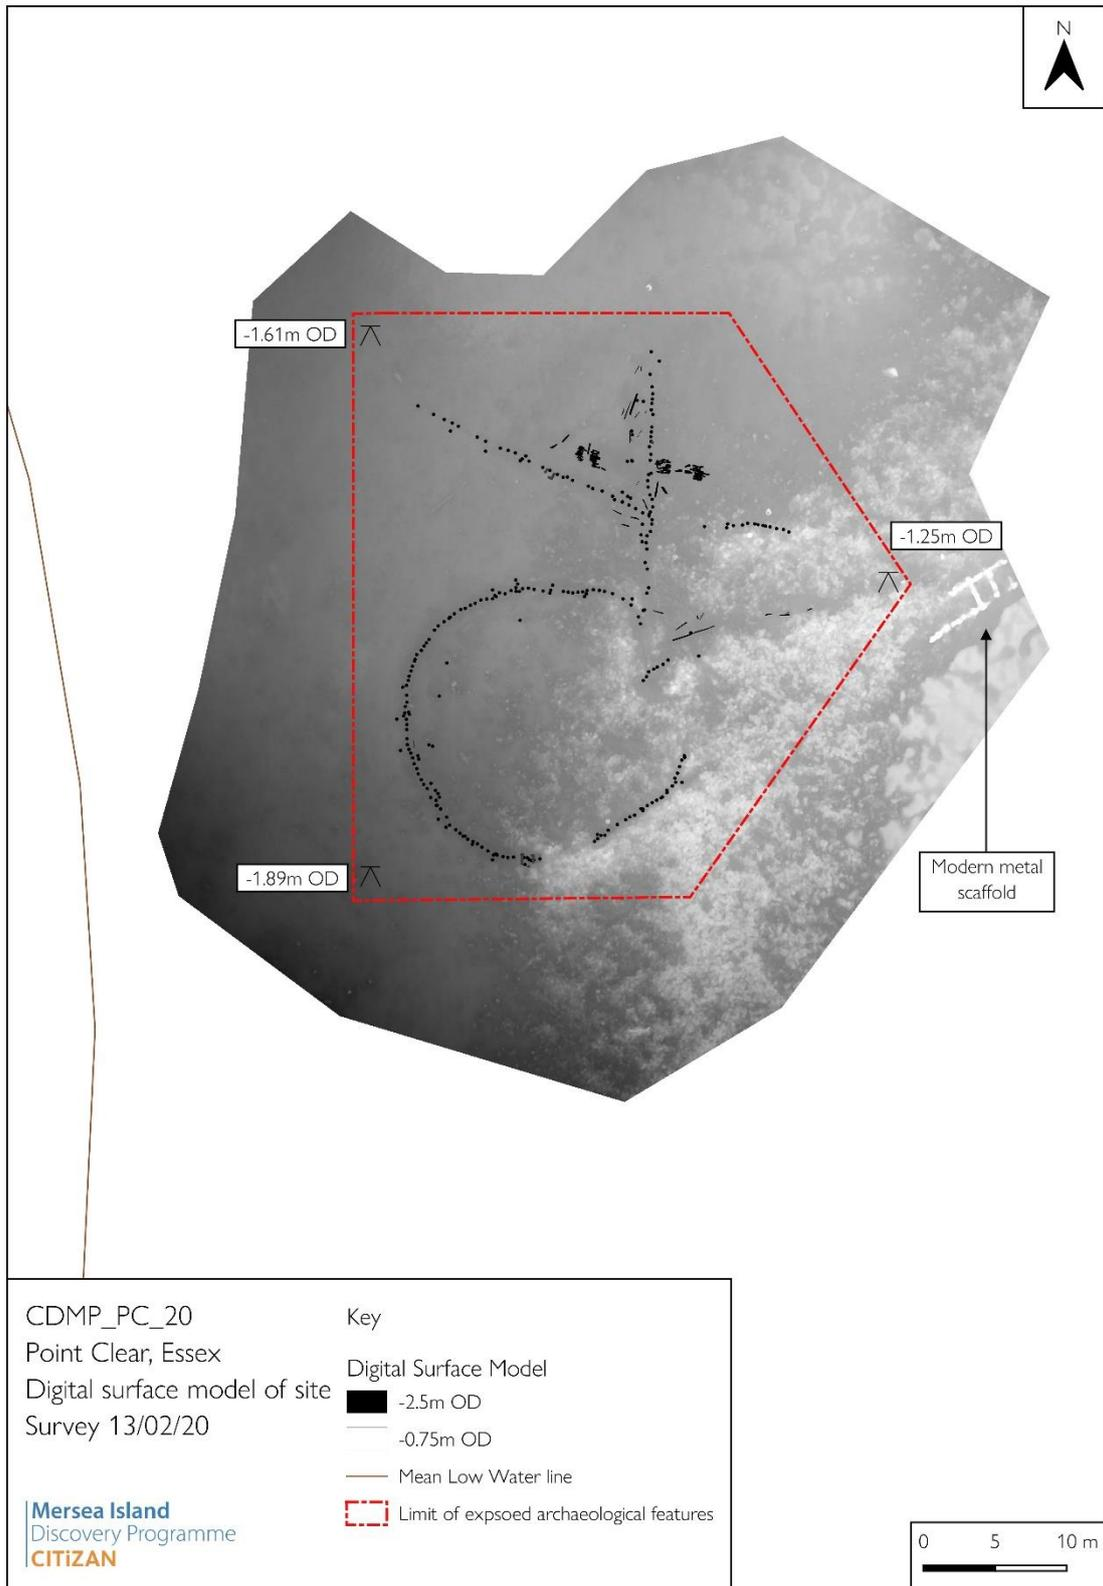 N
-1.61m OD
-1.25m OD
-1.89m OD
Modern metal
scaffold
CDMP_PC_20
Point Clear, Essex
Digital surface model of site
Survey 13/02/20
Mersea Island
Discovery Programme
CITiZAN
Key
Digital Surface Model
-2.5m OD
-0.75m OD
Mean Low Water line
Limit of expsoed archaeological features
0 5 10 m